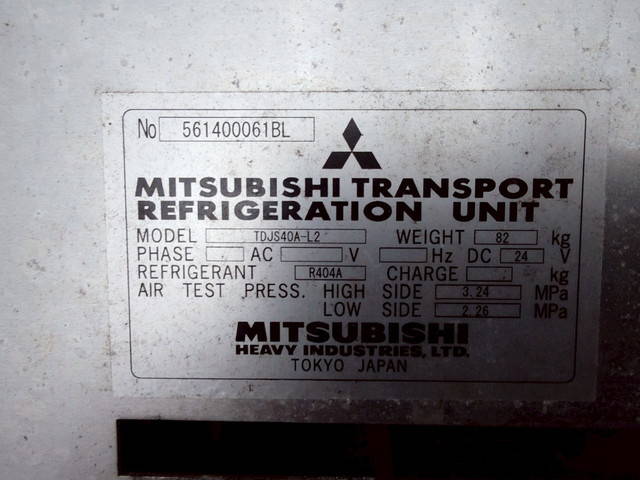 No 561400061BL
MITSUBISHI TRANSPORT
REFRIGERATION UNIT
MODEL TDJS40A-L2 WEIGHT 82 kg
PHASE AC V Hz DC 24 V
REFRIGERANT R404A CHARGE kg
AIR TEST PRESS. HIGH SIDE 3.24 MPa
LOW SIDE 2.26 MPa
MITSUBISHI
HEAVY INDUSTRIES, LTD.
TOKYO JAPAN